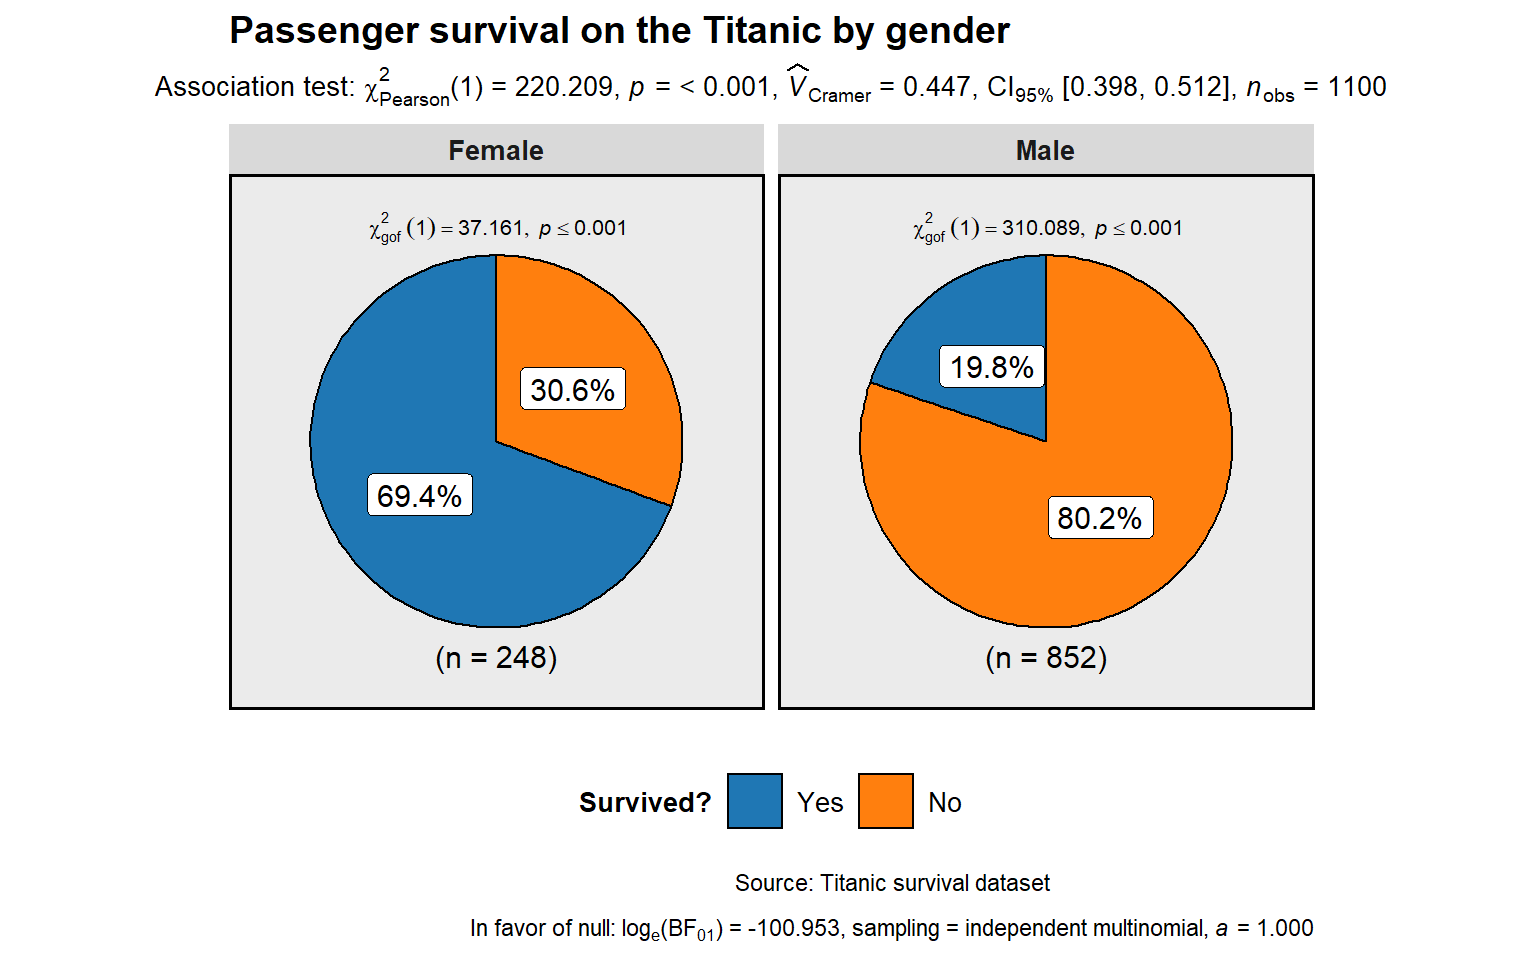 Passenger survival on the Titanic by gender
Association test: χ²Pearson(1) = 220.209, p = < 0.001, V̂Cramer = 0.447, CI95% [0.398, 0.512], nobs = 1100
Female
Male
χ²gof (1) = 37.161, p ≤ 0.001
χ²gof (1) = 310.089, p ≤ 0.001
30.6%
69.4%
19.8%
80.2%
(n = 248)
(n = 852)
Survived? Yes No
Source: Titanic survival dataset
In favor of null: loge(BF01) = -100.953, sampling = independent multinomial, a = 1.000